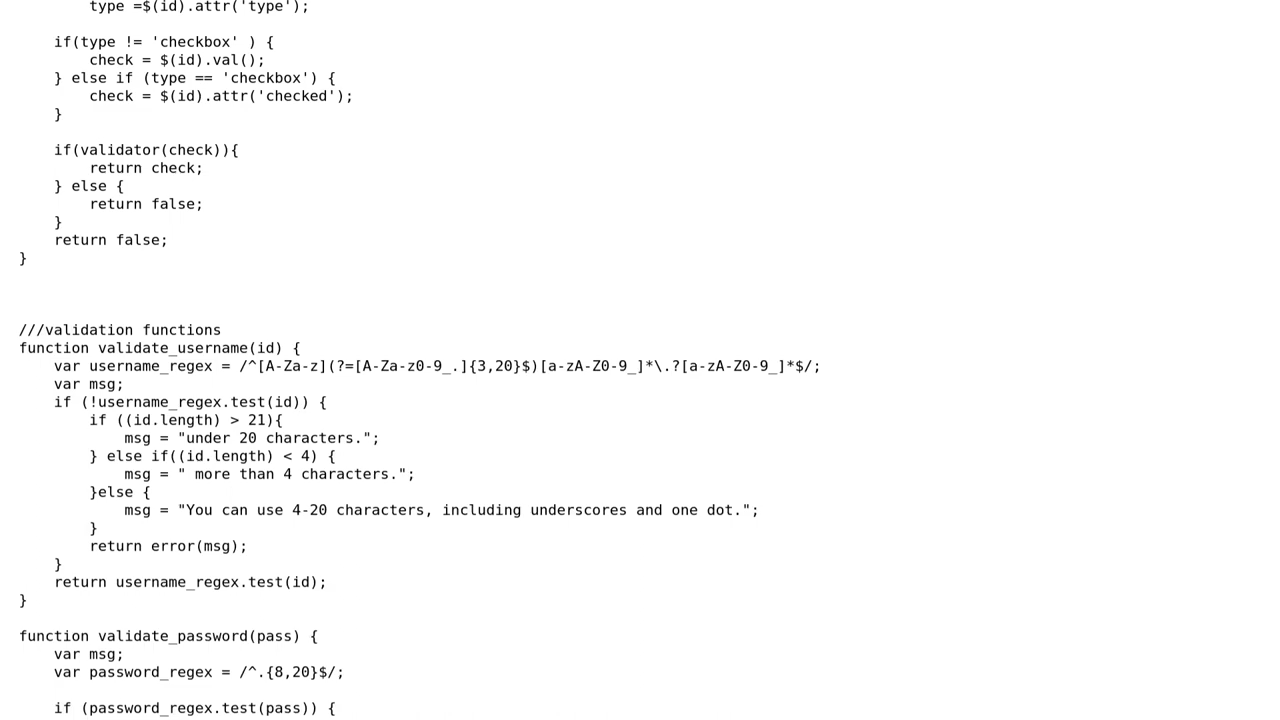 type =$(id).attr('type');
if(type != 'checkbox' ) {
check = $(id).val();
} else if (type == 'checkbox') {
check = $(id).attr('checked');
}
if(validator(check)){
return check;
} else {
return false;
}
return false;
}
///validation functions
function validate_username(id) {
var username_regex = /^[A-Za-z](?=[A-Za-z0-9_.]{3,20}$)[a-zA-Z0-9_]*\.?[a-zA-Z0-9_]*$/;
var msg;
if (!username_regex.test(id)) {
if ((id.length) > 21){
msg = "under 20 characters.";
} else if((id.length) < 4) {
msg = " more than 4 characters.";
}else {
msg = "You can use 4-20 characters, including underscores and one dot.";
}
return error(msg);
}
return username_regex.test(id);
}
function validate_password(pass) {
var msg;
var password_regex = /^.{8,20}$/;
if (password_regex.test(pass)) {